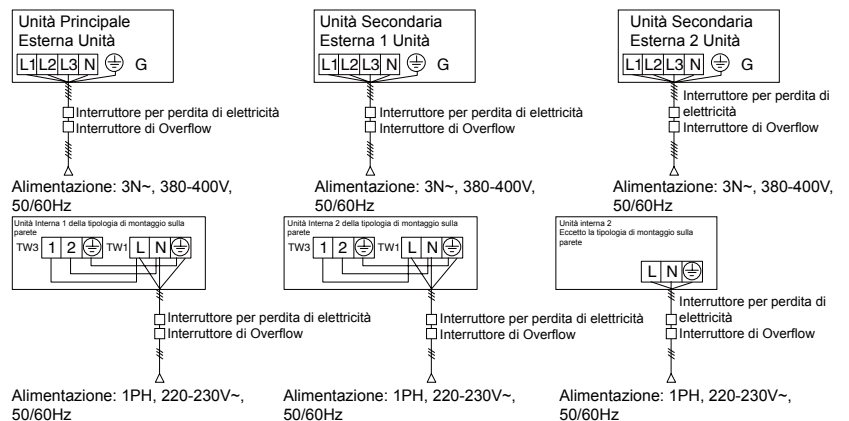 Unità Principale
Esterna Unità
L1 L2 L3 N G
Interruttore per perdita di elettricità
Interruttore di Overflow
Alimentazione: 3N~, 380-400V,
50/60Hz
Unità Secondaria
Esterna 1 Unità
L1 L2 L3 N G
Interruttore per perdita di elettricità
Interruttore di Overflow
Alimentazione: 3N~, 380-400V,
50/60Hz
Unità Secondaria
Esterna 2 Unità
L1 L2 L3 N G
Interruttore per perdita di
elettricità
Interruttore di Overflow
Alimentazione: 3N~, 380-400V,
50/60Hz
Unità Interna 1 della tipologia di montaggio sulla
parete
TW3 1 2 TW1 L N
Interruttore per perdita di elettricità
Interruttore di Overflow
Alimentazione: 1PH, 220-230V~,
50/60Hz
Unità Interna 2 della tipologia di montaggio sulla
parete
TW3 1 2 TW1 L N
Interruttore per perdita di elettricità
Interruttore di Overflow
Alimentazione: 1PH, 220-230V~,
50/60Hz
Unità interna 2
Eccetto la tipologia di montaggio sulla
parete
L N
Interruttore per perdita di
elettricità
Interruttore di Overflow
Alimentazione: 1PH, 220-230V~,
50/60Hz